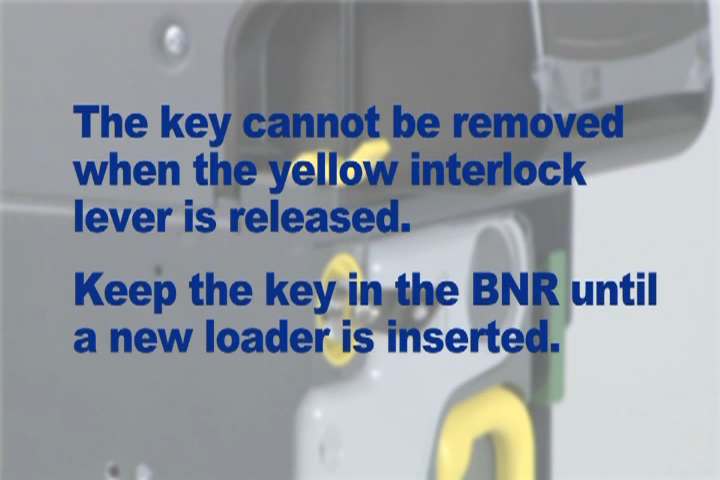 The key cannot be removed
when the yellow interlock
lever is released.
Keep the key in the BNR until
a new loader is inserted.